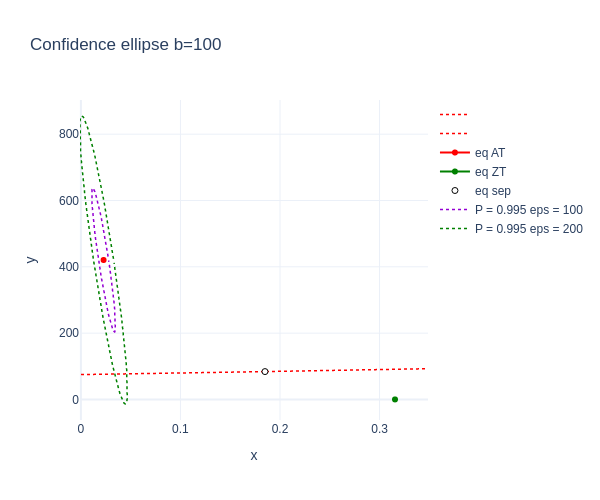 Confidence ellipse b=100
eq AT
eq ZT
eq sep
P = 0.995 eps = 100
P = 0.995 eps = 200
800
600
400
200
0
y
0 0.1 0.2 0.3
x